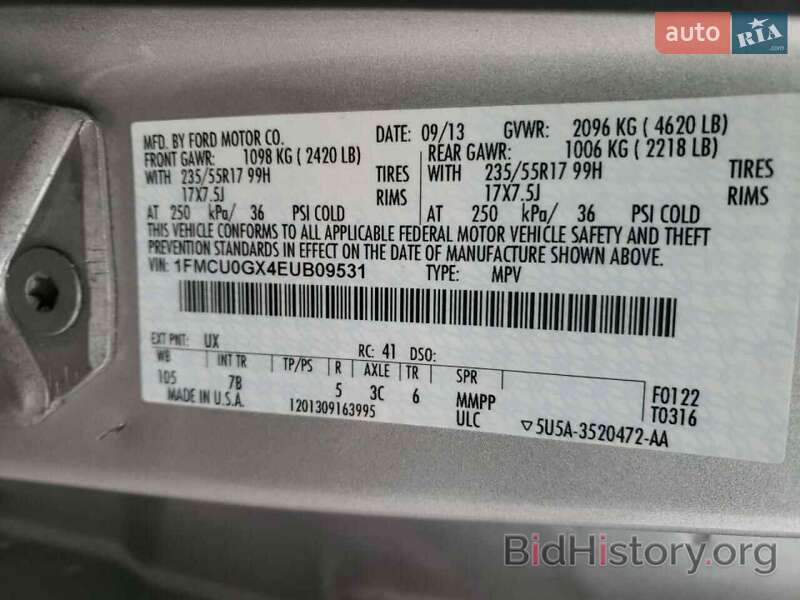 auto RIA .com
MFD. BY FORD MOTOR CO. DATE: 09/13 GVWR: 2096 KG ( 4620 LB)
FRONT GAWR: 1098 KG ( 2420 LB) REAR GAWR: 1006 KG ( 2218 LB)
WITH 235/55R17 99H TIRES WITH 235/55R17 99H TIRES
17X7.5J RIMS 17X7.5J RIMS
AT 250 kPa/ 36 PSI COLD AT 250 kPa/ 36 PSI COLD
THIS VEHICLE CONFORMS TO ALL APPLICABLE FEDERAL MOTOR VEHICLE SAFETY AND THEFT
PREVENTION STANDARDS IN EFFECT ON THE DATE OF MANUFACTURE SHOWN ABOVE.
VIN: 1FMCU0GX4EUB09531 TYPE: MPV
EXT PNT: UX RC: 41 DSO:
WB INT TR TP/PS R AXLE TR SPR
105 7B 5 3C 6 MMPP F0122
MADE IN U.S.A. 1201309163995 ULC T0316
▽5U5A-3520472-AA
BidHistory.org